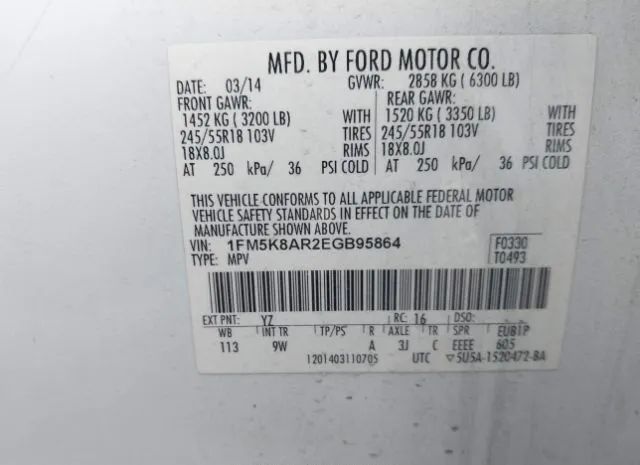 MFD. BY FORD MOTOR CO.
DATE: 03/14 GVWR: 2858 KG ( 6300 LB)
FRONT GAWR: REAR GAWR:
1452 KG ( 3200 LB) WITH 1520 KG ( 3350 LB) WITH
245/55R18 103V TIRES 245/55R18 103V TIRES
18X8.0J RIMS 18X8.0J RIMS
AT 250 kPa/ 36 PSI COLD AT 250 kPa/ 36 PSI COLD
THIS VEHICLE CONFORMS TO ALL APPLICABLE FEDERAL MOTOR
VEHICLE SAFETY STANDARDS IN EFFECT ON THE DATE OF
MANUFACTURE SHOWN ABOVE.
VIN: 1FM5K8AR2EGB95864 F0330
TYPE: MPV T0493
EXT PNT: YZ RC: 16 DSO:
WB INT TR TP/PS R AXLE TR SPR EUB1P
113 9W A 3J C EEEE 605
1201403110705 UTC ▽5U5A-1520472-BA